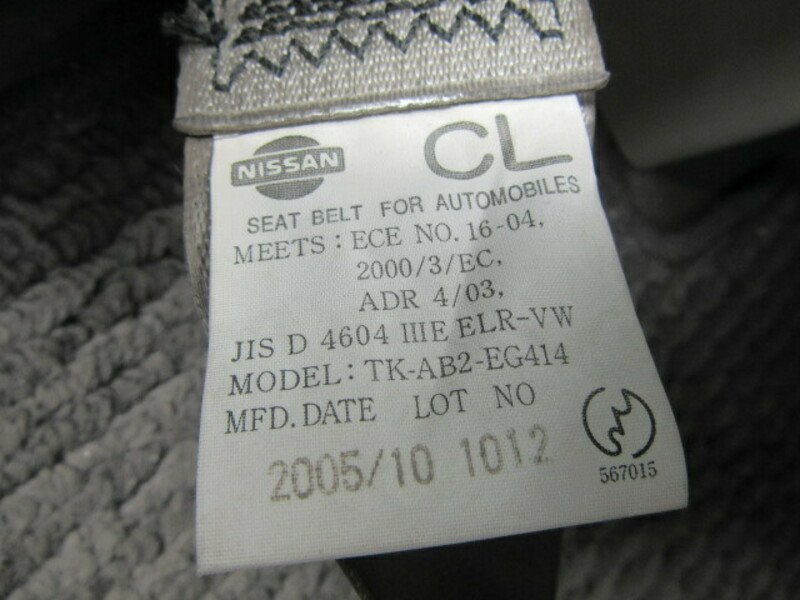 NISSAN CL
SEAT BELT FOR AUTOMOBILES
MEETS : ECE NO. 16-04,
2000/3/EC,
ADR 4/03,
JIS D 4604 IIIE ELR-VW
MODEL : TK-AB2-EG414
MFD. DATE LOT NO
2005/10 1012
567015